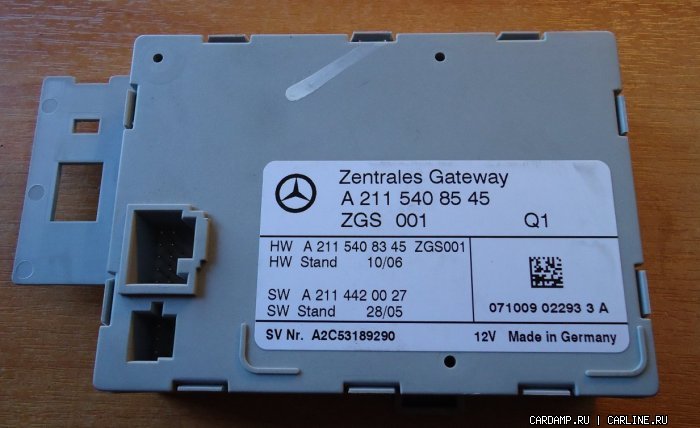 Zentrales Gateway
A 211 540 85 45
ZGS 001 Q1
HW A 211 540 83 45 ZGS001
HW Stand 10/06
SW A 211 442 00 27
SW Stand 28/05
071009 02293 3 A
SV Nr. A2C53189290 12V Made in Germany
CARDAMP.RU | CARLINE.RU